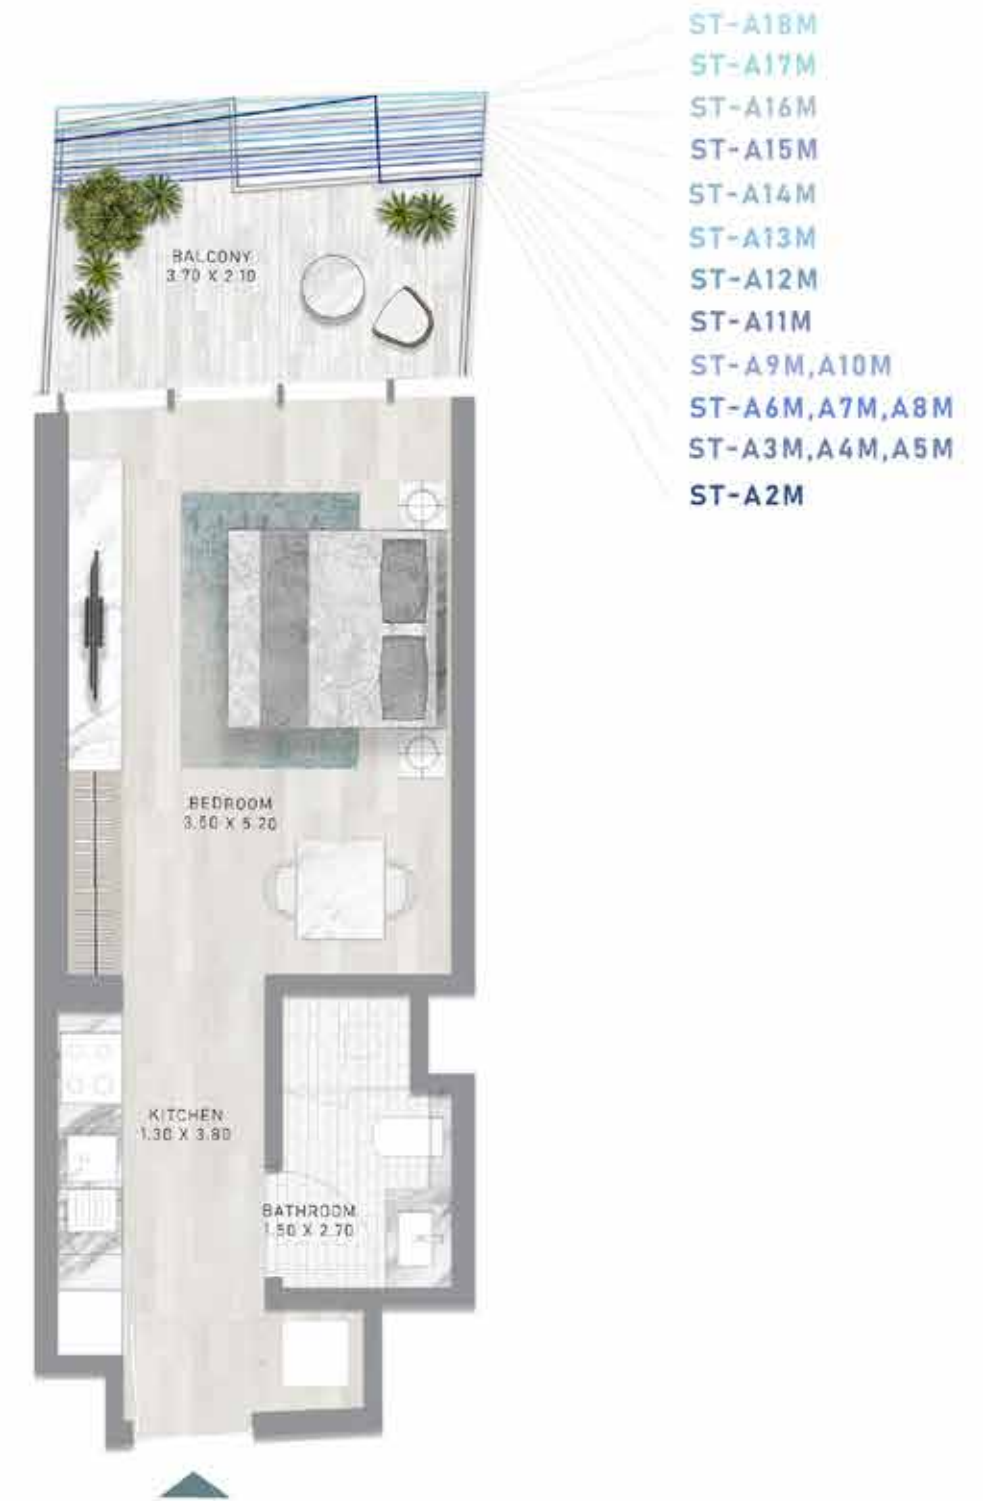 ST-A18M
ST-A17M
ST-A16M
ST-A15M
ST-A14M
ST-A13M
ST-A12M
ST-A11M
ST-A9M,A10M
ST-A6M,A7M,A8M
ST-A3M,A4M,A5M
ST-A2M
BALCONY
3.70 X 2.10
BEDROOM
3.50 X 5.20
KITCHEN
1.30 X 3.80
BATHROOM
1.50 X 2.70